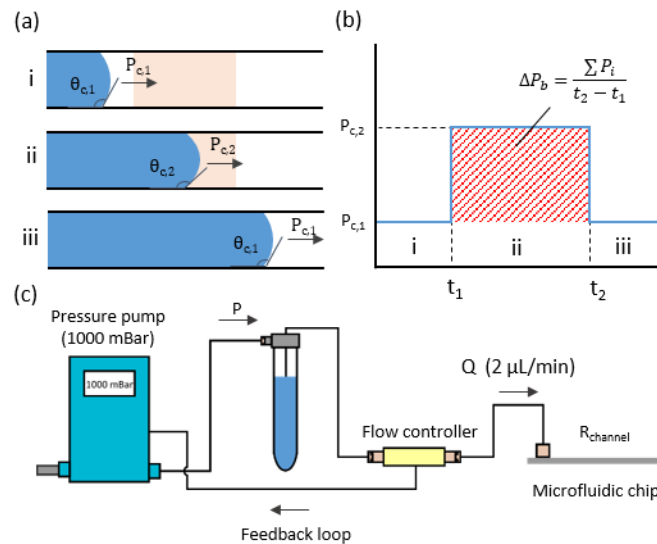 (a)
i
θc,1
Pc,1
ii
θc,2
Pc,2
iii
θc,1
Pc,1
(b)
ΔPb = ∑ Pi / t2 − t1
Pc,2
Pc,1
i
ii
iii
t1
t2
(c)
Pressure pump
(1000 mBar)
1000 mBar
P
Q (2 µL/min)
Flow controller
Rchannel
Microfluidic chip
Feedback loop